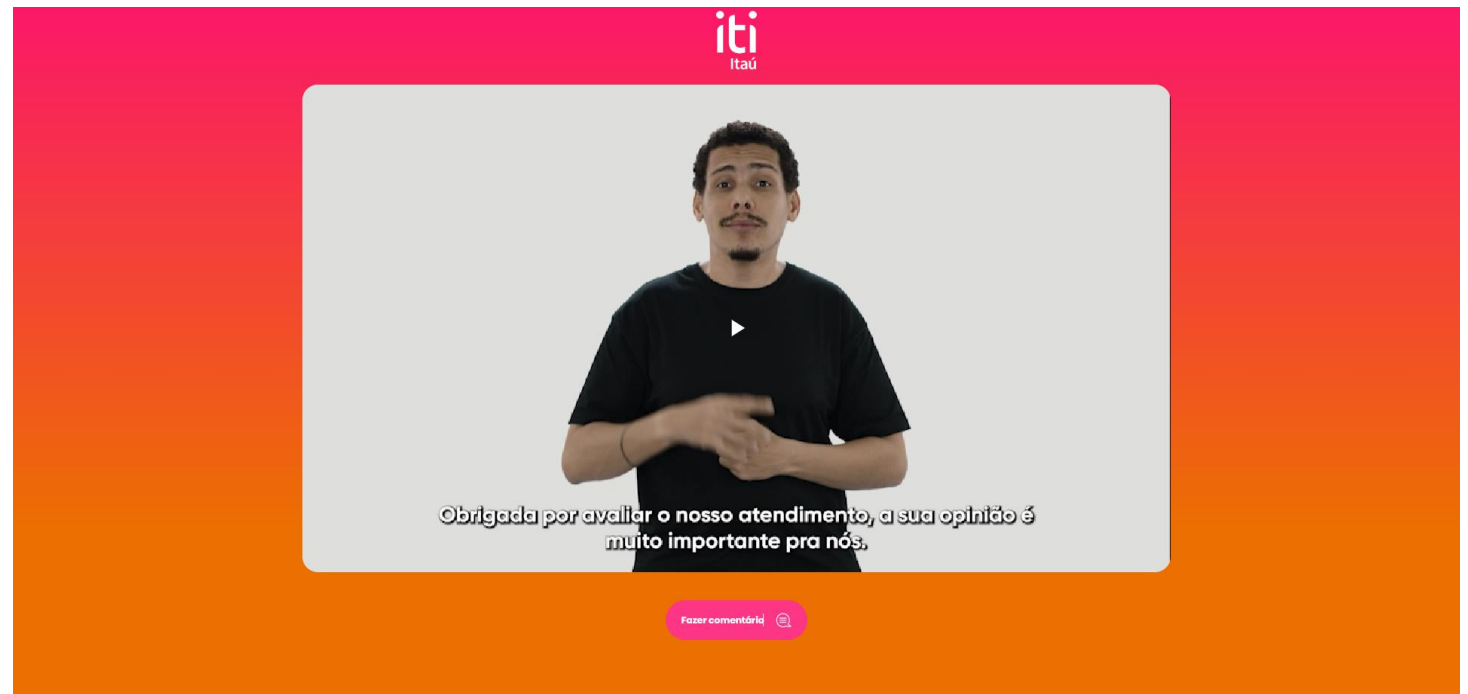 iti
Itaú
Obrigada por avaliar o nosso atendimento, a sua opinião é
muito importante pra nós.
Fazer comentário